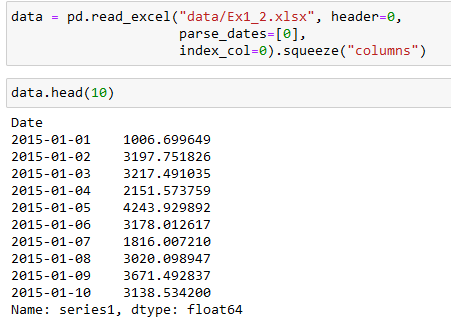 data = pd.read_excel("data/Ex1_2.xlsx", header=0,
                     parse_dates=[0],
                     index_col=0).squeeze("columns")
data.head(10)
Date
2015-01-01    1006.699649
2015-01-02    3197.751826
2015-01-03    3217.491035
2015-01-04    2151.573759
2015-01-05    4243.929892
2015-01-06    3178.012617
2015-01-07    1816.007210
2015-01-08    3020.098947
2015-01-09    3671.492837
2015-01-10    3138.534200
Name: series1, dtype: float64